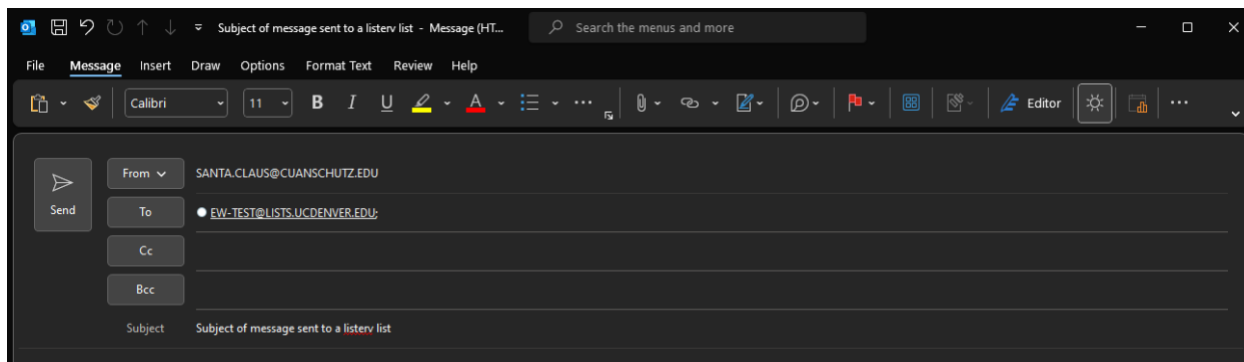 Subject of message sent to a listerv list - Message (HT...
Search the menus and more
File Message Insert Draw Options Format Text Review Help
Calibri 11 B I U A Editor
From SANTA.CLAUS@CUANSCHUTZ.EDU
Send
To EW-TEST@LISTS.UCDENVER.EDU;
Cc
Bcc
Subject Subject of message sent to a listerv list